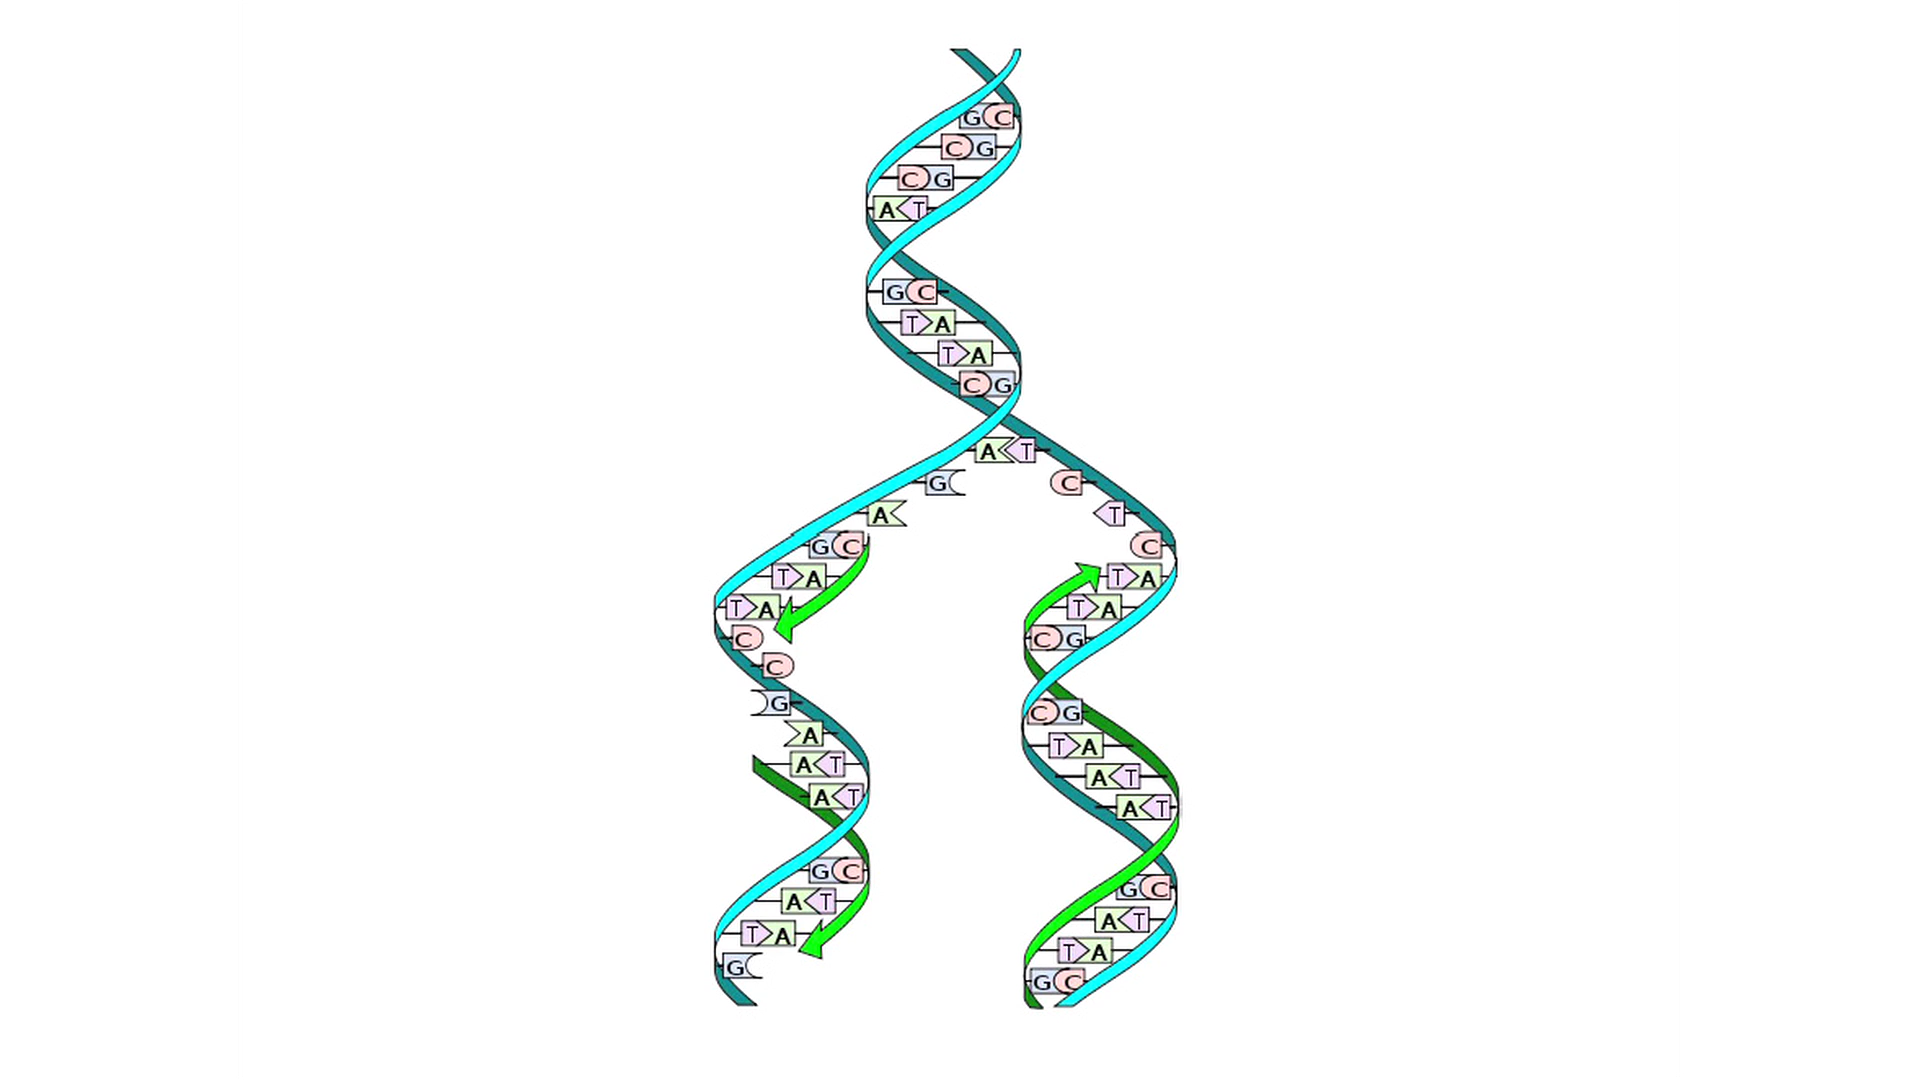 GC
CG
CG
AT
GC
TA
TA
CG
AT
G C
A T
GC C
TA TA
TA TA
C CG
C
G CG
A TA
AT AT
AT AT
GC GC
AT AT
TA TA
G GC